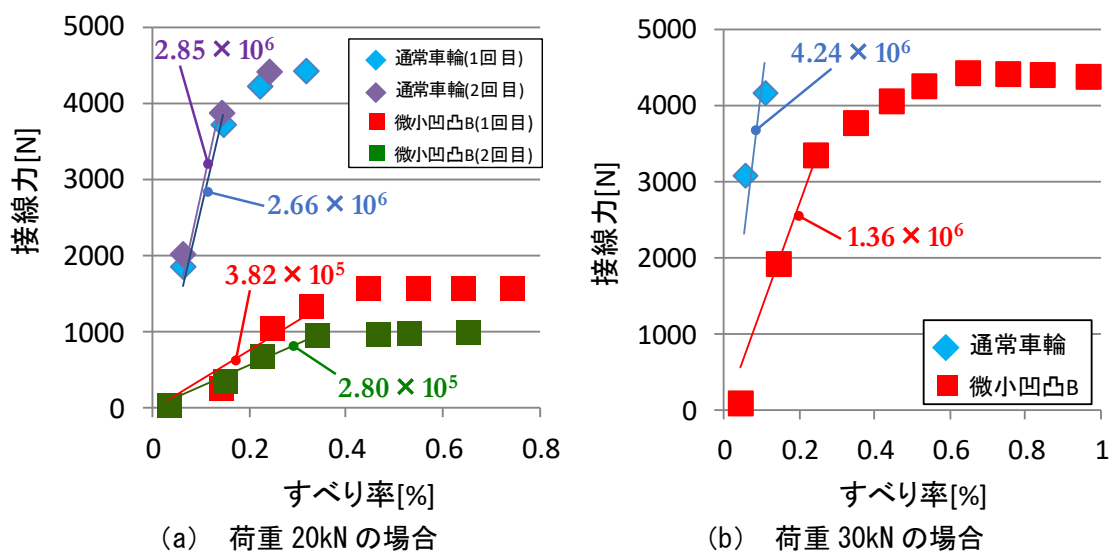 5000
4000
3000
2000
1000
0
0
0.2
0.4
0.6
0.8
接線力[N]
すべり率[%]
2.85 × 10⁶
2.66 × 10⁶
3.82 × 10⁵
2.80 × 10⁵
通常車輪(1回目)
通常車輪(2回目)
微小凹凸B(1回目)
微小凹凸B(2回目)
(a) 荷重 20kN の場合
5000
4000
3000
2000
1000
0
0
0.2
0.4
0.6
0.8
1
接線力[N]
すべり率[%]
4.24 × 10⁶
1.36 × 10⁶
通常車輪
微小凹凸B
(b) 荷重 30kN の場合